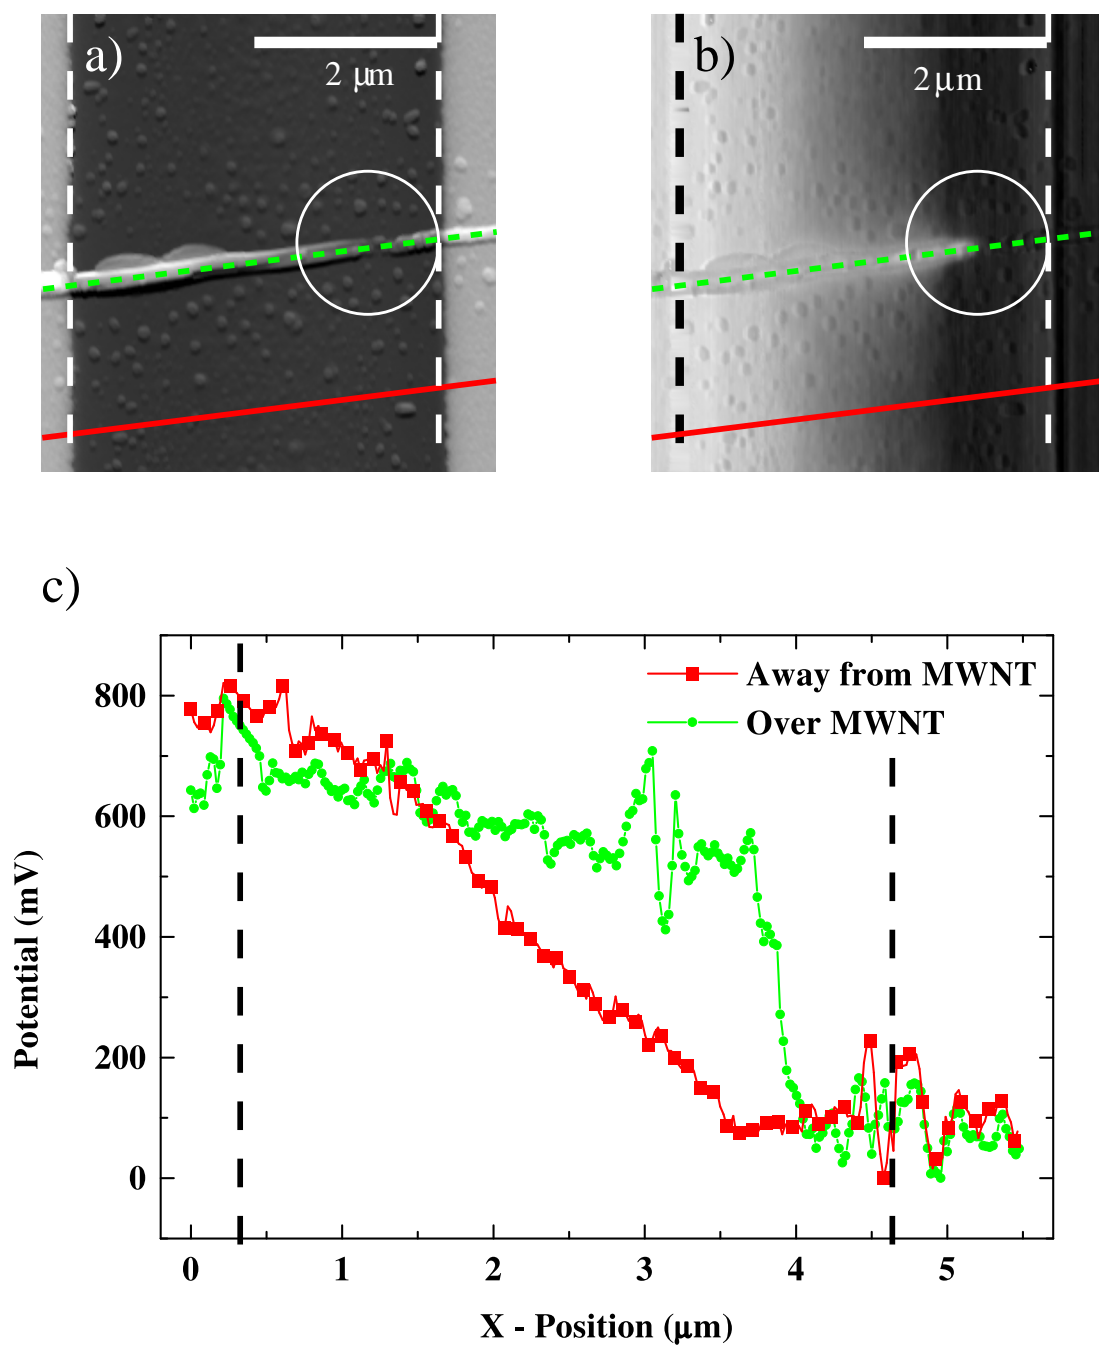 a)
2 μm
b)
2 μm
c)
Away from MWNT
Over MWNT
800
600
400
200
0
Potential (mV)
0 1 2 3 4 5
X - Position (μm)